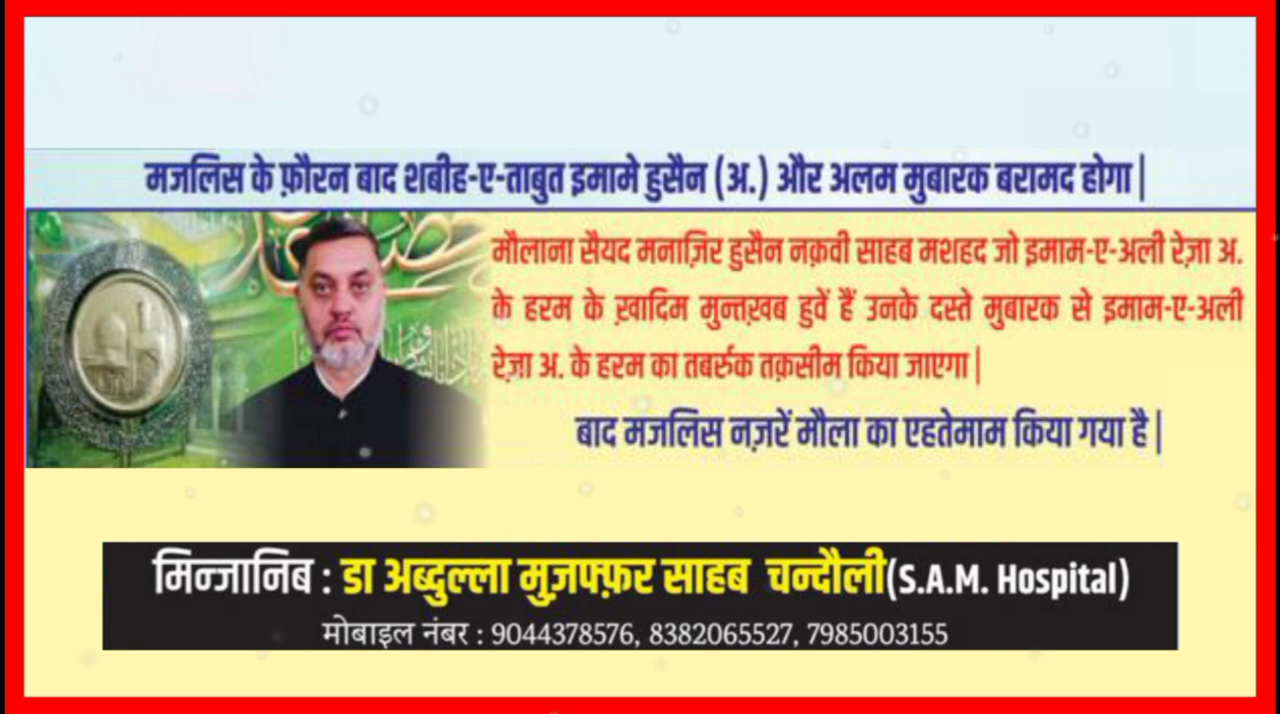 मजलिस के फ़ौरन बाद शबीह-ए-ताबुत इमामे हुसैन (अ.) और अलम मुबारक बरामद होगा |
मौलाना सैयद मनाज़िर हुसैन नक़वी साहब मशहद जो इमाम-ए-अली रेज़ा अ.
के हरम के ख़ादिम मुन्तख़ब हुवें हैं उनके दस्ते मुबारक से इमाम-ए-अली
रेज़ा अ. के हरम का तबर्रुक तक़सीम किया जाएगा |
बाद मजलिस नज़रें मौला का एहतेमाम किया गया है |
मिन्जानिब : डा अब्दुल्ला मुज़फ्फ़र साहब चन्दौली(S.A.M. Hospital)
मोबाइल नंबर : 9044378576, 8382065527, 7985003155